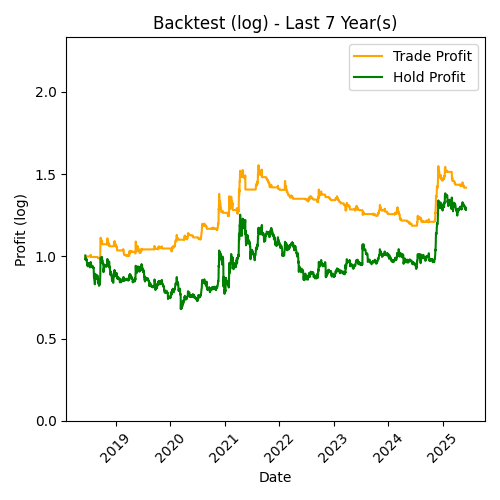 Backtest (log) - Last 7 Year(s)
Trade Profit
Hold Profit
Profit (log)
2.0
1.5
1.0
0.5
0.0
2019
2020
2021
2022
2023
2024
2025
Date